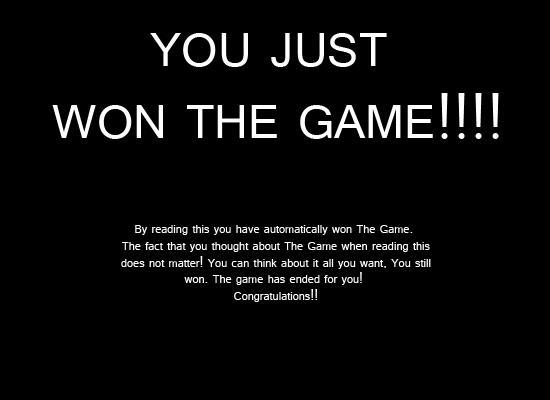 YOU JUST
WON THE GAME!!!!
By reading this you have automatically won The Game.
The fact that you thought about The Game when reading this
does not matter! You can think about it all you want, You still
won. The game has ended for you!
Congratulations!!